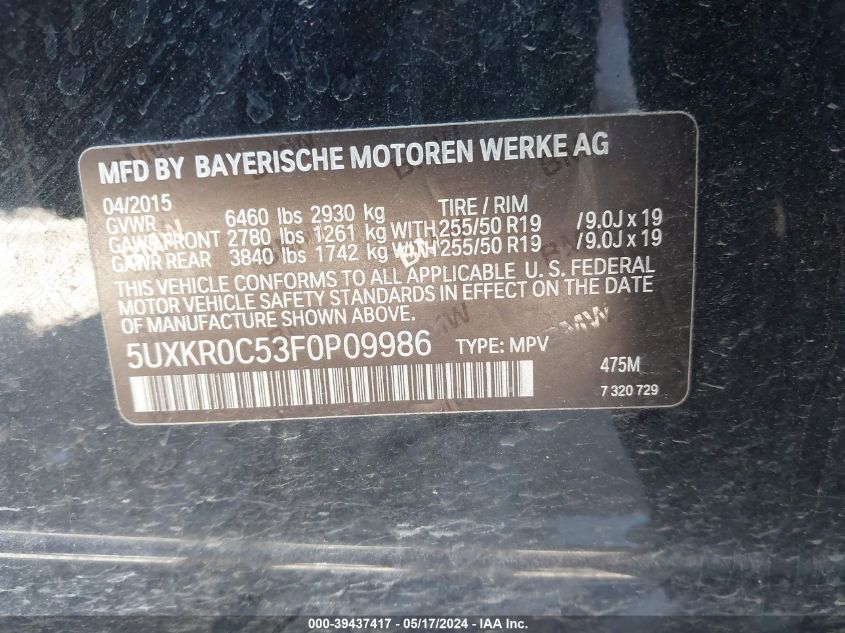 MFD BY BAYERISCHE MOTOREN WERKE AG
04/2015 TIRE / RIM
GVWR 6460 lbs 2930 kg
GAWR FRONT 2780 lbs 1261 kg WITH 255/50 R19 / 9.0J x 19
GAWR REAR 3840 lbs 1742 kg WITH 255/50 R19 / 9.0J x 19
THIS VEHICLE CONFORMS TO ALL APPLICABLE U. S. FEDERAL
MOTOR VEHICLE SAFETY STANDARDS IN EFFECT ON THE DATE
OF MANUFACTURE SHOWN ABOVE.
5UXKR0C53F0P09986 TYPE: MPV
475M
7 320 729
BMW
000-39437417 - 05/17/2024 - IAA Inc.